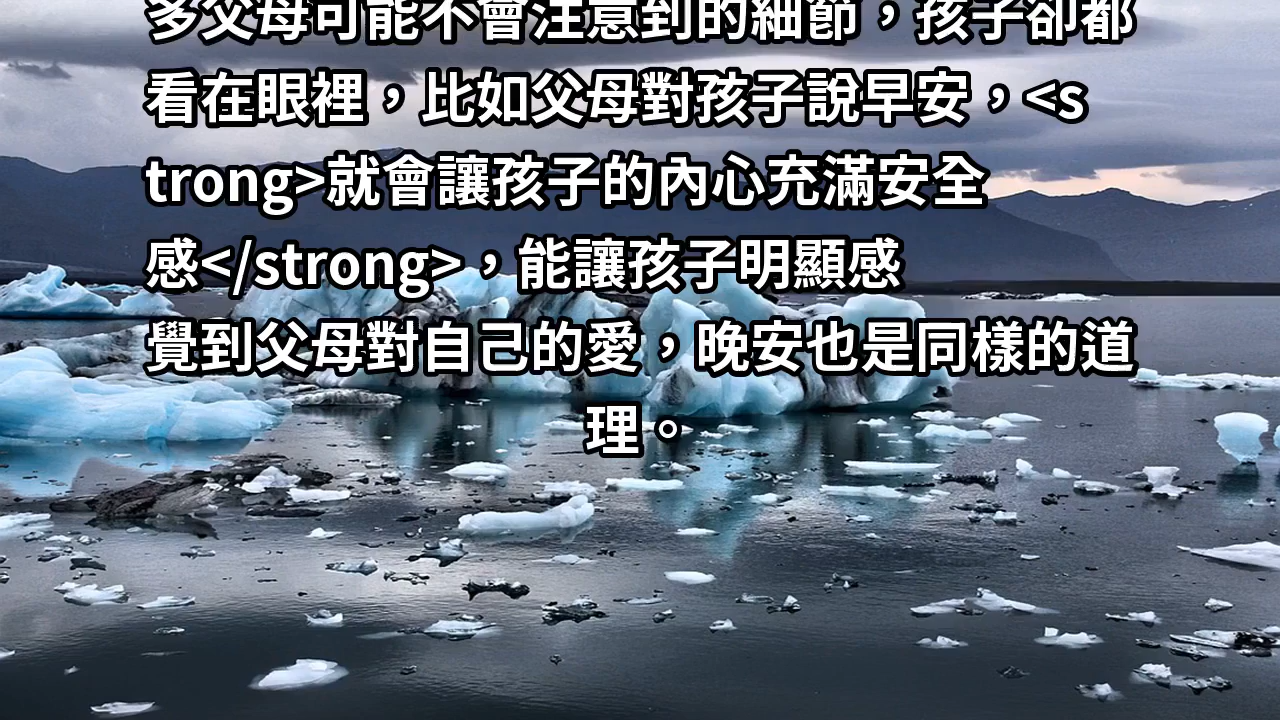 多父母可能不會注意到的細節，孩子卻都
看在眼裡，比如父母對孩子說早安，<s
trong>就會讓孩子的內心充滿安全
感</strong>，能讓孩子明顯感
覺到父母對自己的愛，晚安也是同樣的道
理。